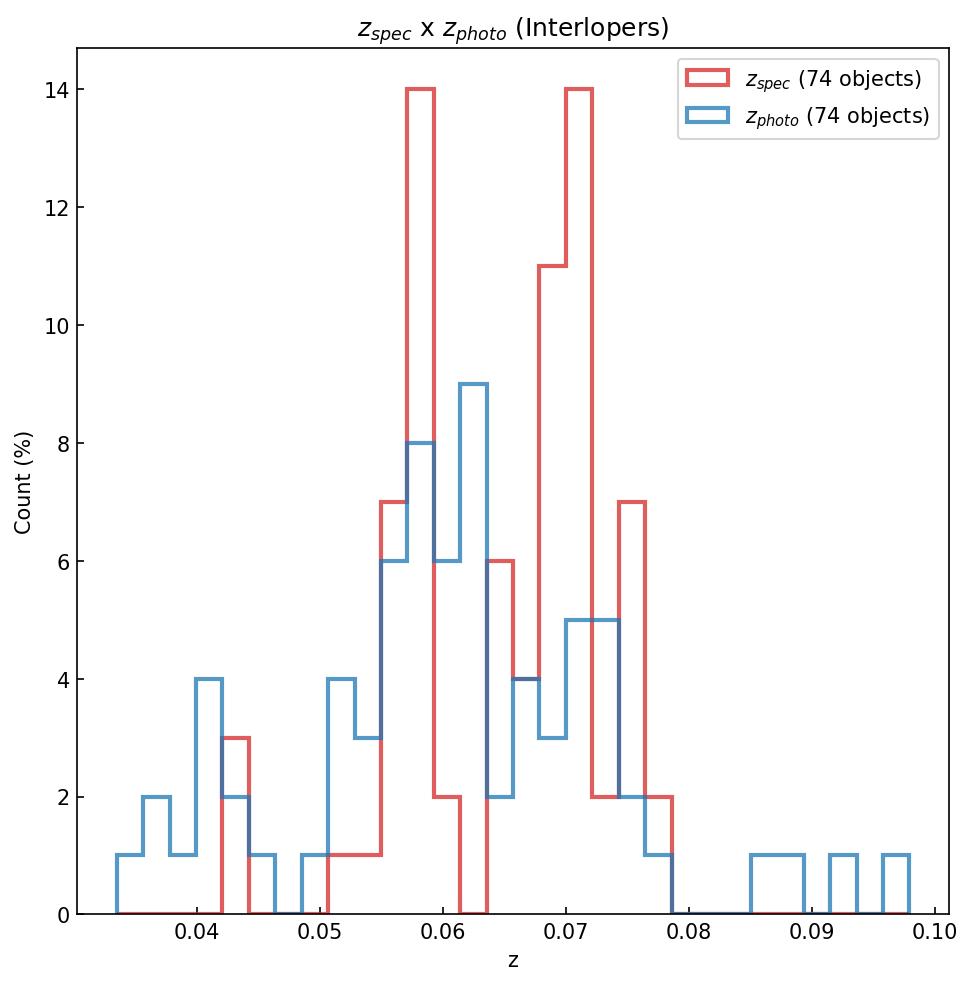 z_spec x z_photo (Interlopers)
z_spec (74 objects)
z_photo (74 objects)
Count (%)
14
12
10
8
6
4
2
0
0.04 0.05 0.06 0.07 0.08 0.09 0.10
z